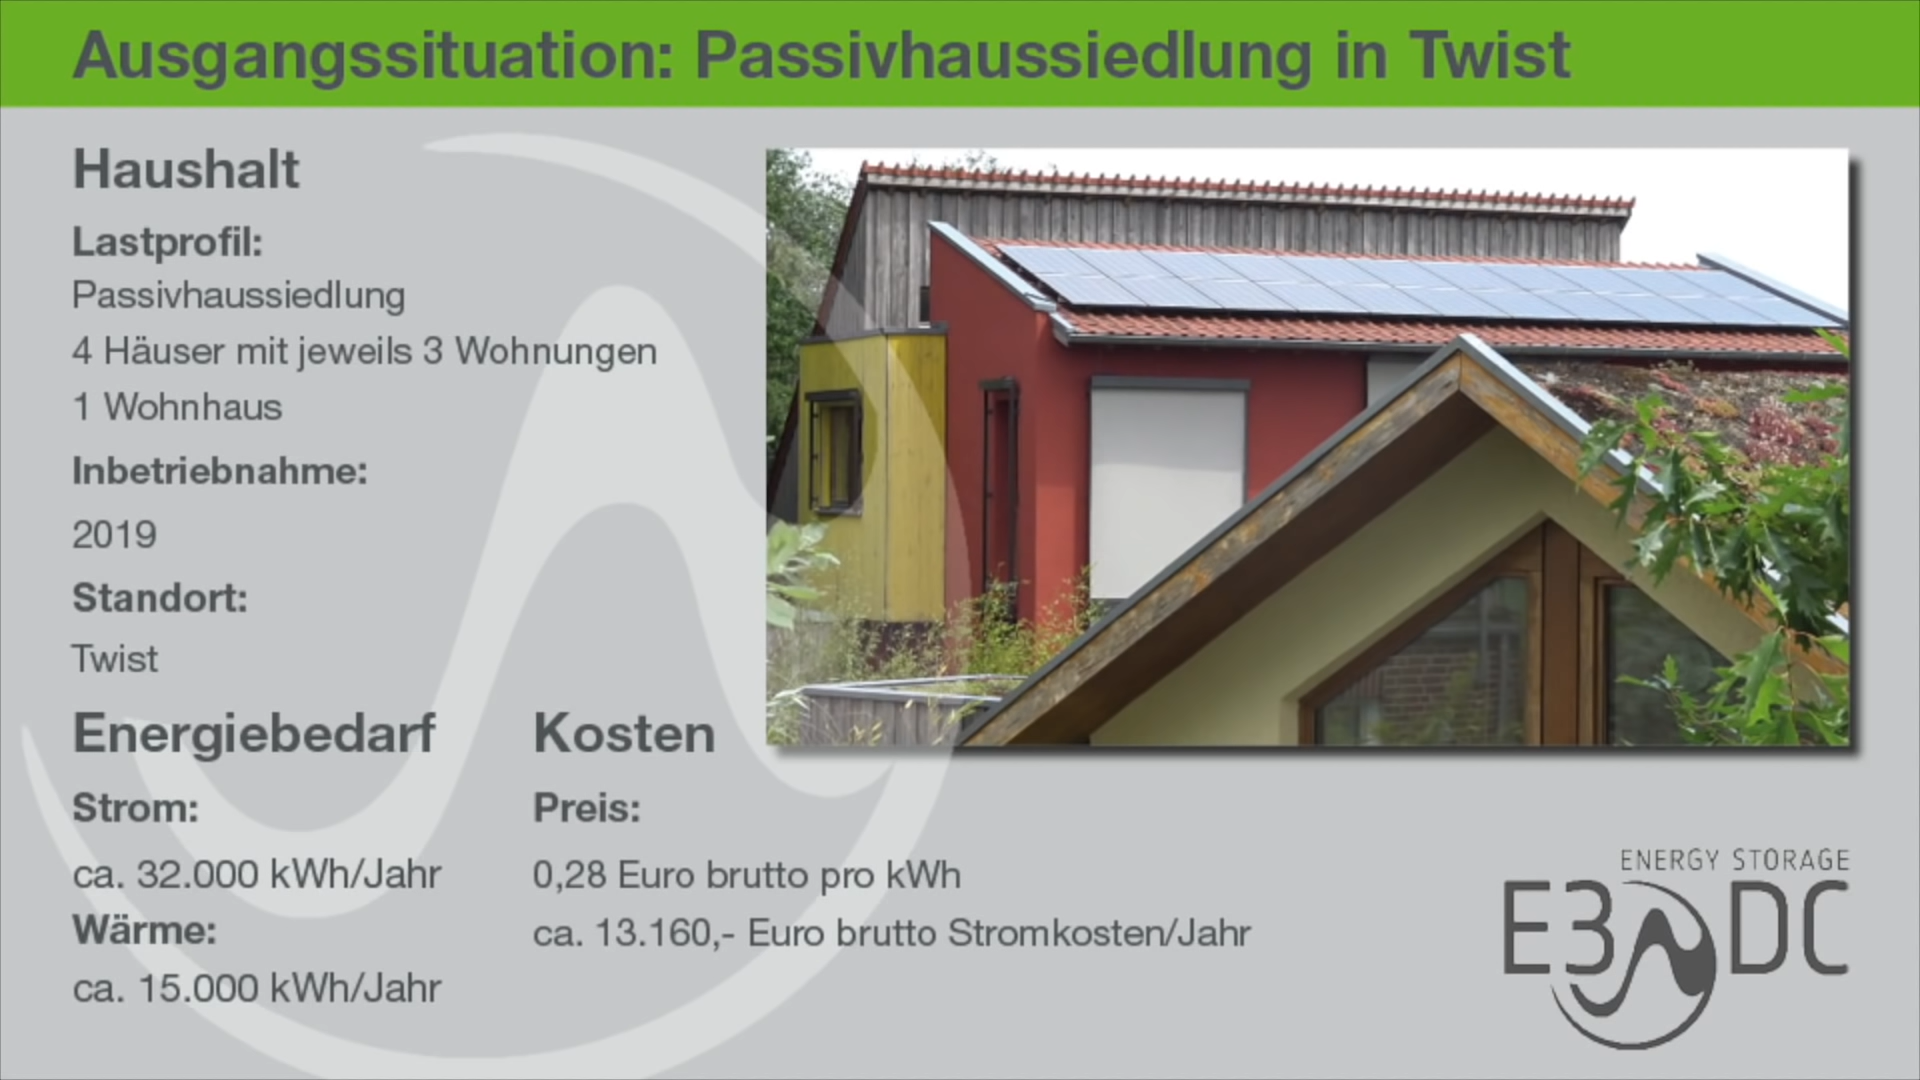 Ausgangssituation: Passivhaussiedlung in Twist
Haushalt
Lastprofil:
Passivhaussiedlung
4 Häuser mit jeweils 3 Wohnungen
1 Wohnhaus
Inbetriebnahme:
2019
Standort:
Twist
Energiebedarf
Strom:
ca. 32.000 kWh/Jahr
Wärme:
ca. 15.000 kWh/Jahr
Kosten
Preis:
0,28 Euro brutto pro kWh
ca. 13.160,- Euro brutto Stromkosten/Jahr
ENERGY STORAGE
E3DC